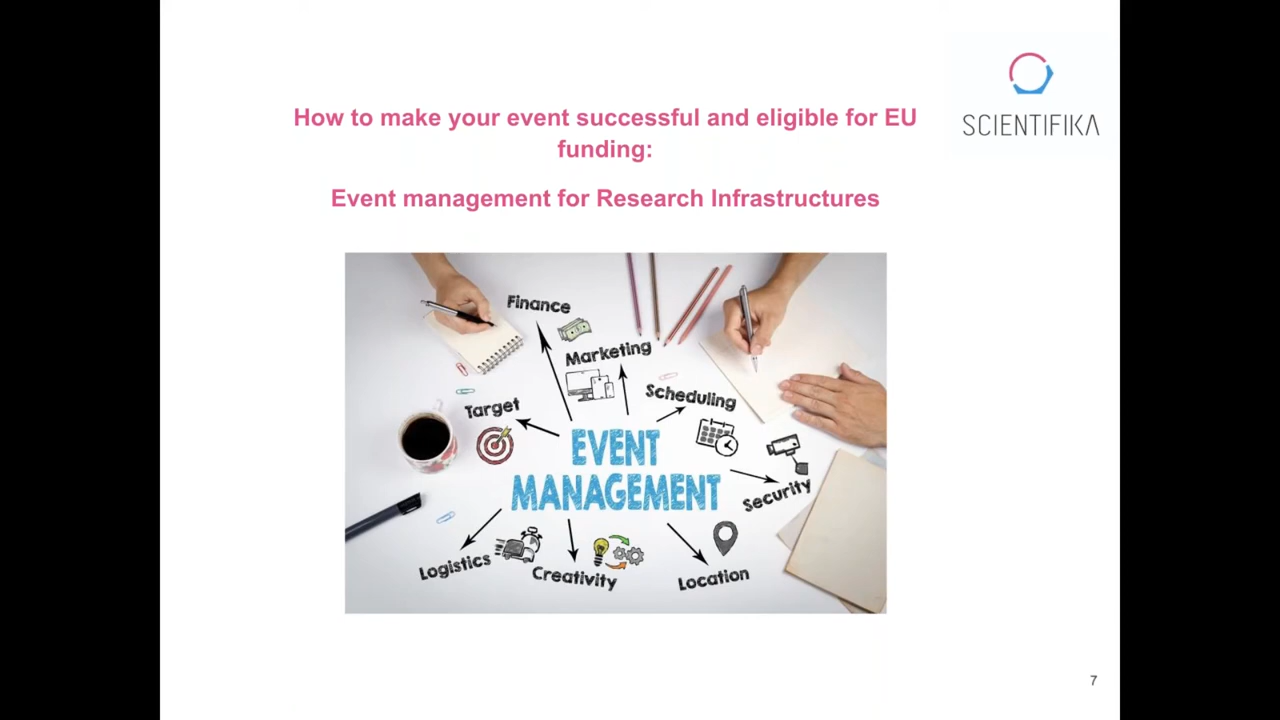 How to make your event successful and eligible for EU
funding:
Event management for Research Infrastructures
SCIENTIFIKA
Finance
Marketing
Scheduling
Target
EVENT
MANAGEMENT
Security
Logistics
Creativity
Location
7